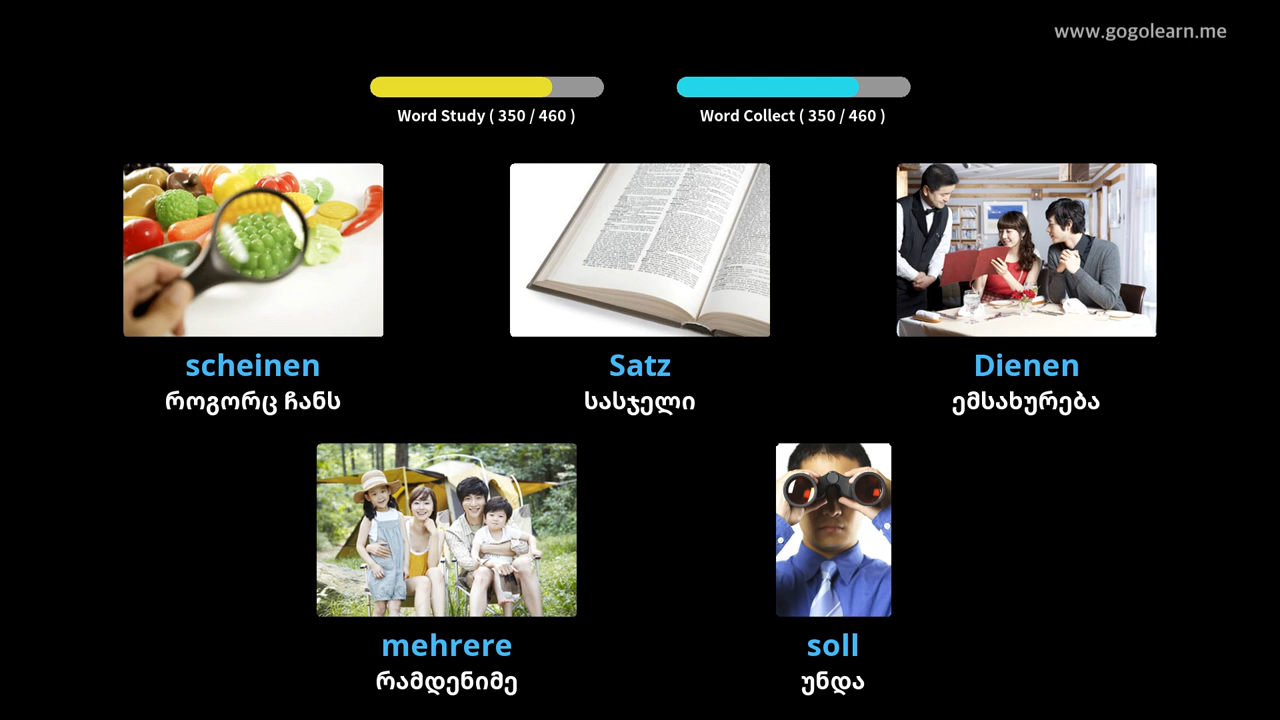 www.gogolearn.me
Word Study ( 350 / 460 )
Word Collect ( 350 / 460 )
scheinen
როგორც ჩანს
Satz
სასჯელი
Dienen
ემსახურება
mehrere
რამდენიმე
soll
უნდა